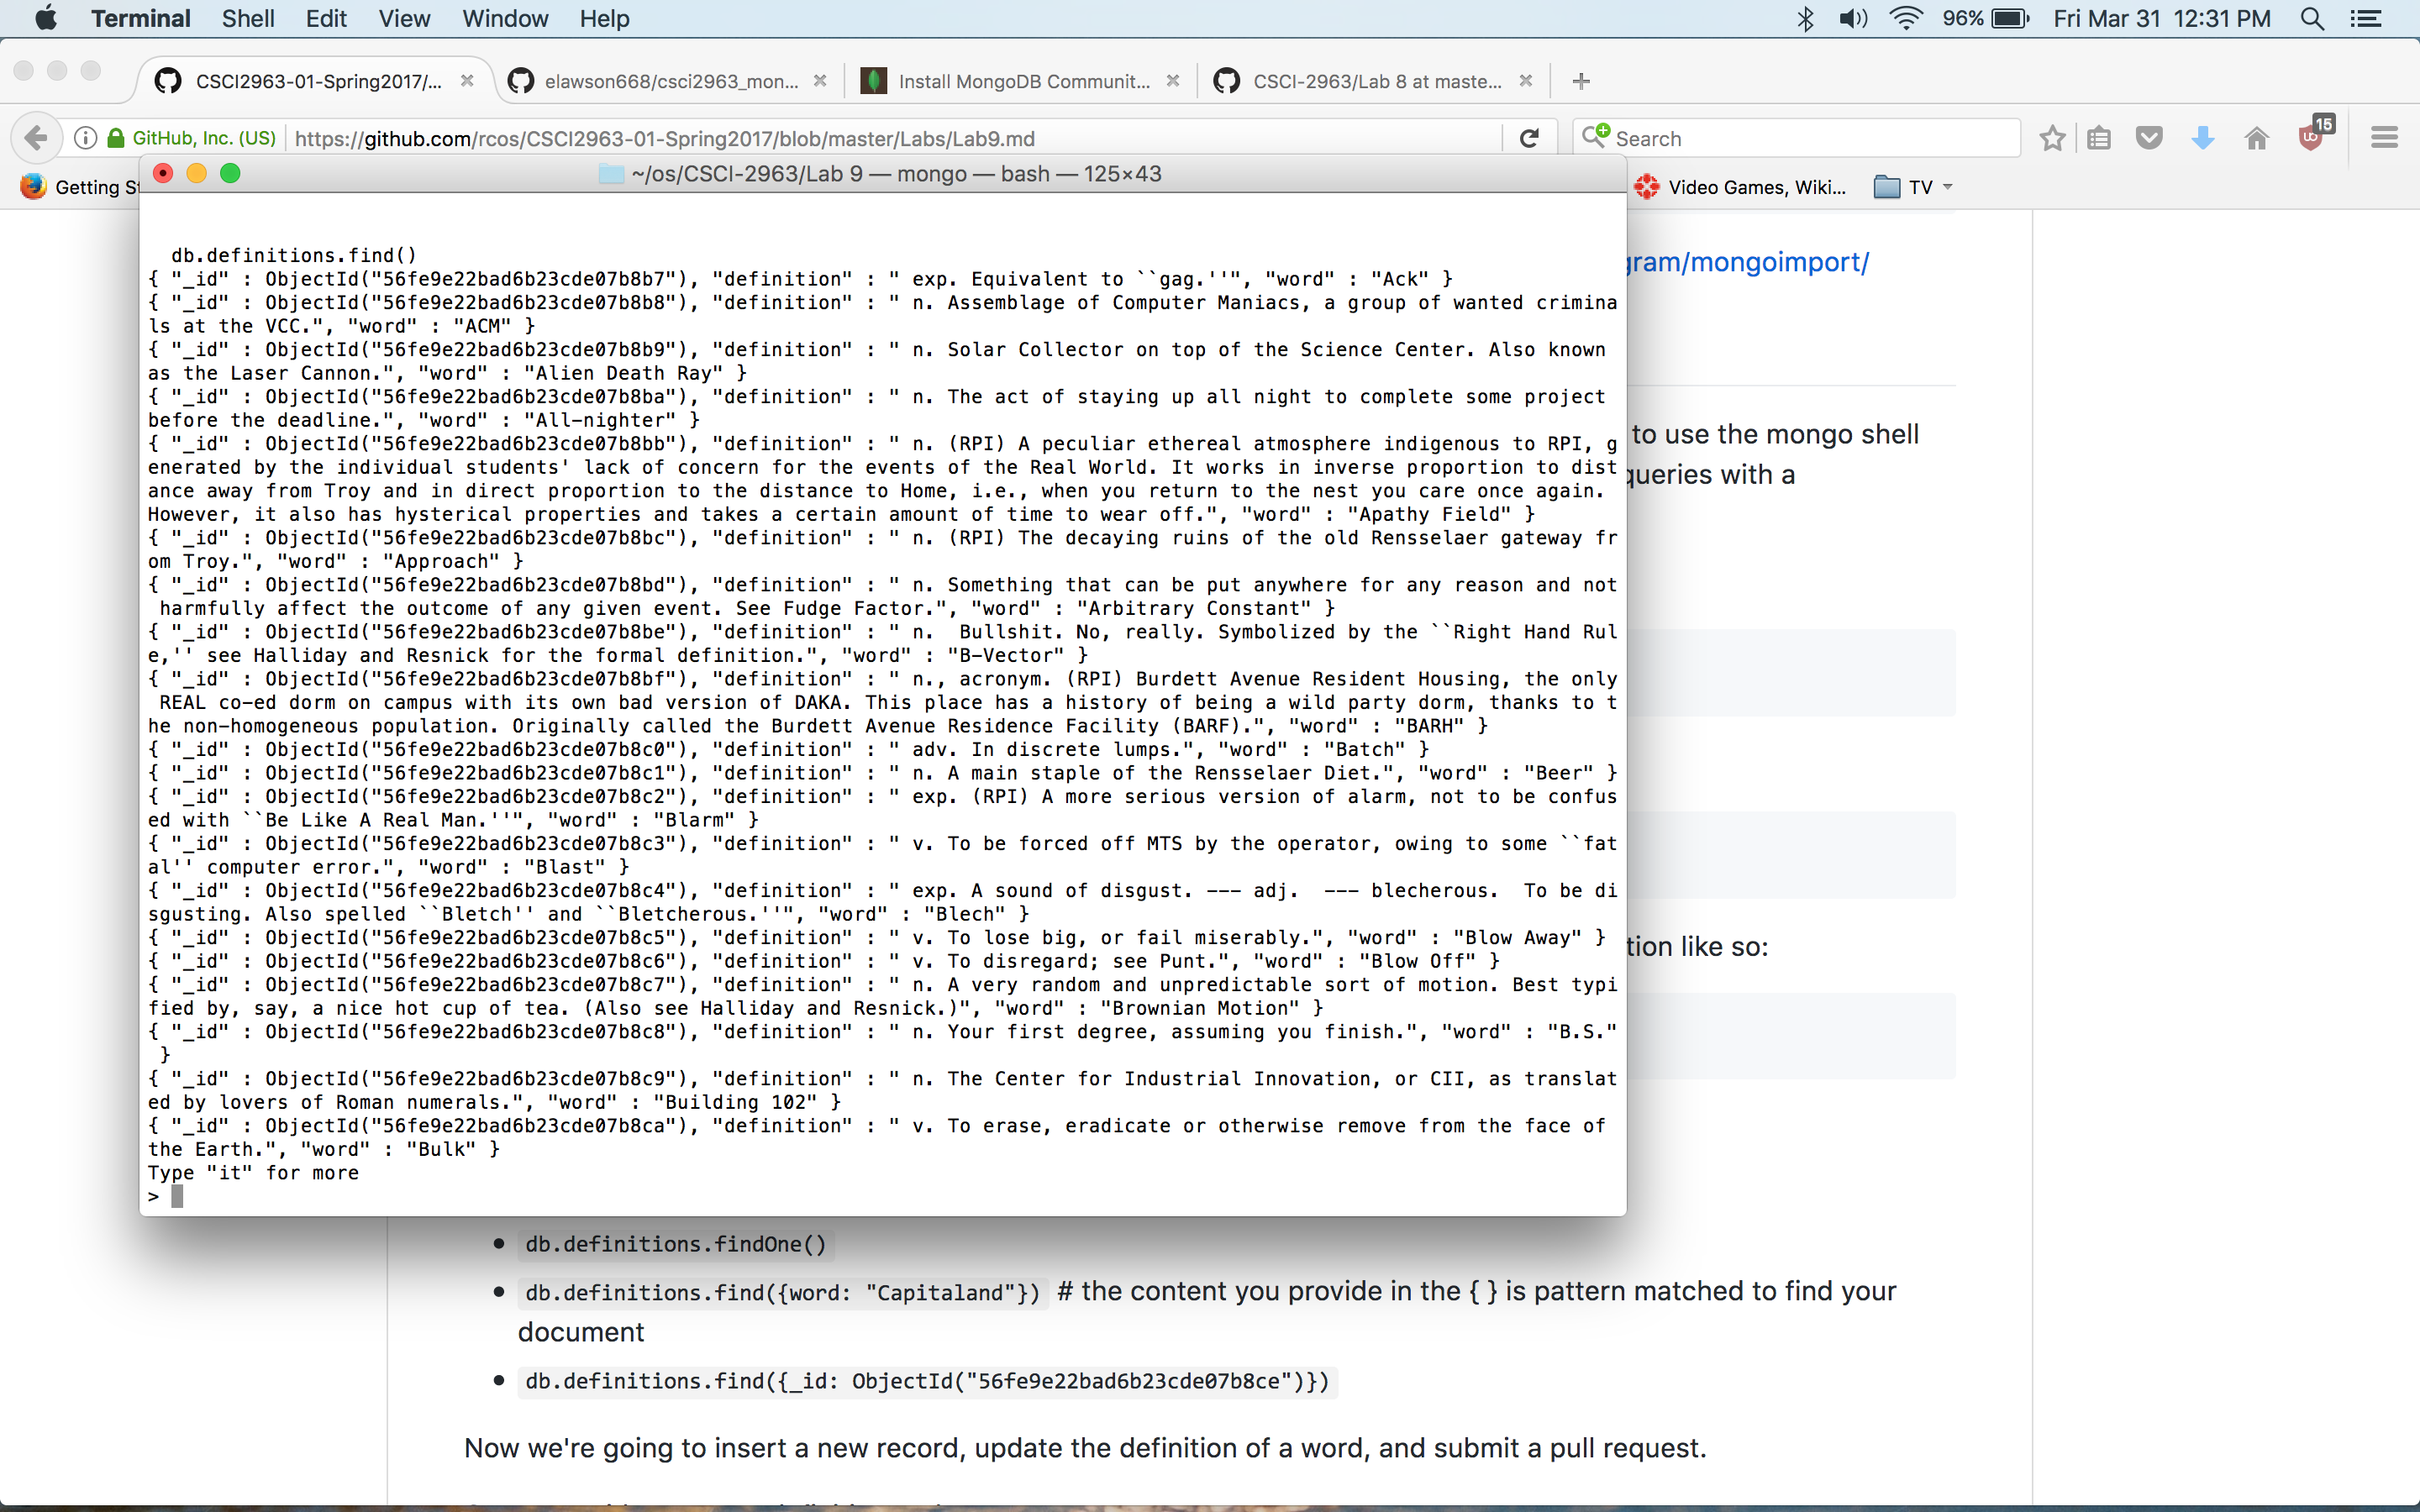 Terminal Shell Edit View Window Help 96% Fri Mar 31 12:31 PM
CSCI2963-01-Spring2017/... elawson668/csci2963_mon... Install MongoDB Communit... CSCI-2963/Lab 8 at maste...
GitHub, Inc. (US) https://github.com/rcos/CSCI2963-01-Spring2017/blob/master/Labs/Lab9.md Search 15
Getting S Video Games, Wiki... TV
~/os/CSCI-2963/Lab 9 — mongo — bash — 125×43
db.definitions.find()
{ "_id" : ObjectId("56fe9e22bad6b23cde07b8b7"), "definition" : " exp. Equivalent to ``gag.''", "word" : "Ack" }
{ "_id" : ObjectId("56fe9e22bad6b23cde07b8b8"), "definition" : " n. Assemblage of Computer Maniacs, a group of wanted crimina
ls at the VCC.", "word" : "ACM" }
{ "_id" : ObjectId("56fe9e22bad6b23cde07b8b9"), "definition" : " n. Solar Collector on top of the Science Center. Also known
as the Laser Cannon.", "word" : "Alien Death Ray" }
{ "_id" : ObjectId("56fe9e22bad6b23cde07b8ba"), "definition" : " n. The act of staying up all night to complete some project
before the deadline.", "word" : "All-nighter" }
{ "_id" : ObjectId("56fe9e22bad6b23cde07b8bb"), "definition" : " n. (RPI) A peculiar ethereal atmosphere indigenous to RPI, g
enerated by the individual students' lack of concern for the events of the Real World. It works in inverse proportion to dist
ance away from Troy and in direct proportion to the distance to Home, i.e., when you return to the nest you care once again.
However, it also has hysterical properties and takes a certain amount of time to wear off.", "word" : "Apathy Field" }
{ "_id" : ObjectId("56fe9e22bad6b23cde07b8bc"), "definition" : " n. (RPI) The decaying ruins of the old Rensselaer gateway fr
om Troy.", "word" : "Approach" }
{ "_id" : ObjectId("56fe9e22bad6b23cde07b8bd"), "definition" : " n. Something that can be put anywhere for any reason and not
harmfully affect the outcome of any given event. See Fudge Factor.", "word" : "Arbitrary Constant" }
{ "_id" : ObjectId("56fe9e22bad6b23cde07b8be"), "definition" : " n.  Bullshit. No, really. Symbolized by the ``Right Hand Rul
e,'' see Halliday and Resnick for the formal definition.", "word" : "B-Vector" }
{ "_id" : ObjectId("56fe9e22bad6b23cde07b8bf"), "definition" : " n., acronym. (RPI) Burdett Avenue Resident Housing, the only
REAL co-ed dorm on campus with its own bad version of DAKA. This place has a history of being a wild party dorm, thanks to t
he non-homogeneous population. Originally called the Burdett Avenue Residence Facility (BARF).", "word" : "BARH" }
{ "_id" : ObjectId("56fe9e22bad6b23cde07b8c0"), "definition" : " adv. In discrete lumps.", "word" : "Batch" }
{ "_id" : ObjectId("56fe9e22bad6b23cde07b8c1"), "definition" : " n. A main staple of the Rensselaer Diet.", "word" : "Beer" }
{ "_id" : ObjectId("56fe9e22bad6b23cde07b8c2"), "definition" : " exp. (RPI) A more serious version of alarm, not to be confus
ed with ``Be Like A Real Man.''", "word" : "Blarm" }
{ "_id" : ObjectId("56fe9e22bad6b23cde07b8c3"), "definition" : " v. To be forced off MTS by the operator, owing to some ``fat
al'' computer error.", "word" : "Blast" }
{ "_id" : ObjectId("56fe9e22bad6b23cde07b8c4"), "definition" : " exp. A sound of disgust. --- adj.  --- blecherous.  To be di
sgusting. Also spelled ``Bletch'' and ``Bletcherous.''", "word" : "Blech" }
{ "_id" : ObjectId("56fe9e22bad6b23cde07b8c5"), "definition" : " v. To lose big, or fail miserably.", "word" : "Blow Away" }
{ "_id" : ObjectId("56fe9e22bad6b23cde07b8c6"), "definition" : " v. To disregard; see Punt.", "word" : "Blow Off" }
{ "_id" : ObjectId("56fe9e22bad6b23cde07b8c7"), "definition" : " n. A very random and unpredictable sort of motion. Best typi
fied by, say, a nice hot cup of tea. (Also see Halliday and Resnick.)", "word" : "Brownian Motion" }
{ "_id" : ObjectId("56fe9e22bad6b23cde07b8c8"), "definition" : " n. Your first degree, assuming you finish.", "word" : "B.S."
}
{ "_id" : ObjectId("56fe9e22bad6b23cde07b8c9"), "definition" : " n. The Center for Industrial Innovation, or CII, as translat
ed by lovers of Roman numerals.", "word" : "Building 102" }
{ "_id" : ObjectId("56fe9e22bad6b23cde07b8ca"), "definition" : " v. To erase, eradicate or otherwise remove from the face of
the Earth.", "word" : "Bulk" }
Type "it" for more
>
gram/mongoimport/
to use the mongo shell
queries with a
tion like so:
db.definitions.findOne()
db.definitions.find({word: "Capitaland"}) # the content you provide in the { } is pattern matched to find your
document
db.definitions.find({_id: ObjectId("56fe9e22bad6b23cde07b8ce")})
Now we're going to insert a new record, update the definition of a word, and submit a pull request.